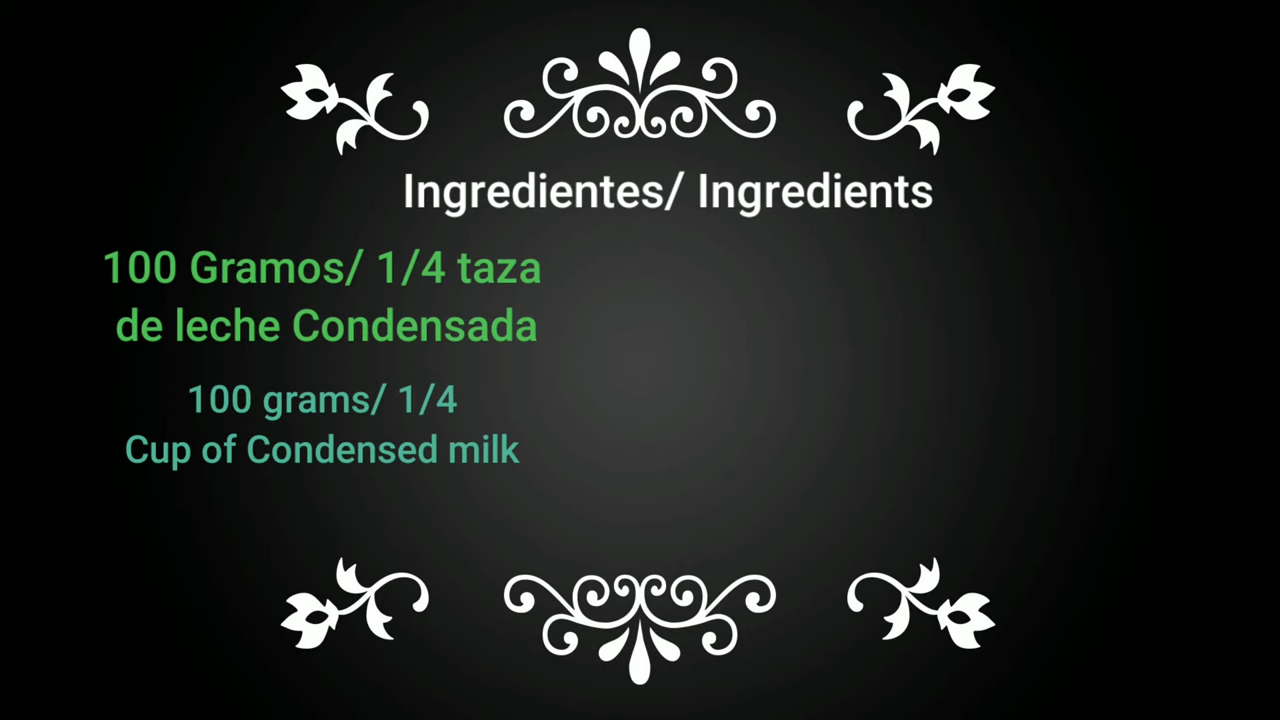 Ingredientes/ Ingredients
100 Gramos/ 1/4 taza
de leche Condensada
100 grams/ 1/4
Cup of Condensed milk